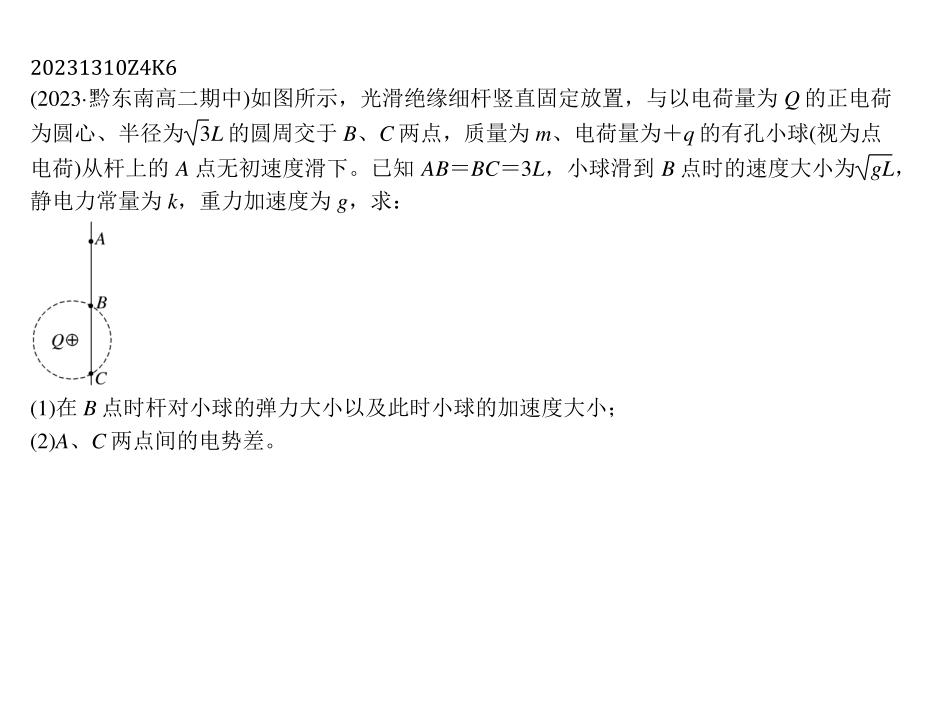 20231310Z4K6
(2023·黔东南高二期中)如图所示，光滑绝缘细杆竖直固定放置，与以电荷量为 Q 的正电荷
为圆心、半径为√3L 的圆周交于 B、C 两点，质量为 m、电荷量为＋q 的有孔小球(视为点
电荷)从杆上的 A 点无初速度滑下。已知 AB＝BC＝3L，小球滑到 B 点时的速度大小为√gL，
静电力常量为 k，重力加速度为 g，求：
A
B
Q⊕
C
(1)在 B 点时杆对小球的弹力大小以及此时小球的加速度大小；
(2)A、C 两点间的电势差。